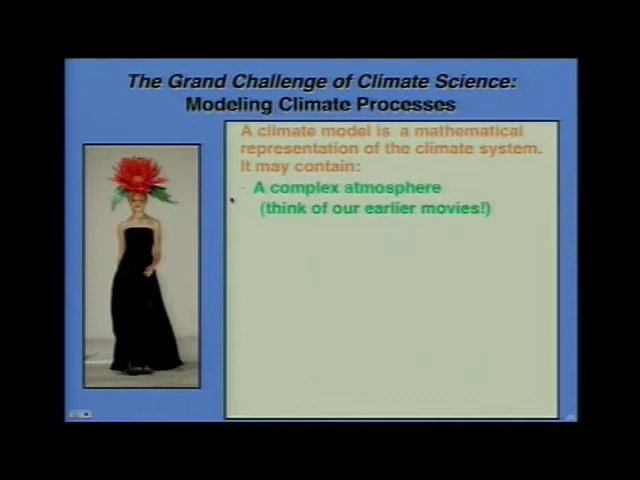 The Grand Challenge of Climate Science:
Modeling Climate Processes
A climate model is a mathematical
representation of the climate system.
It may contain:
· A complex atmosphere
(think of our earlier movies!)